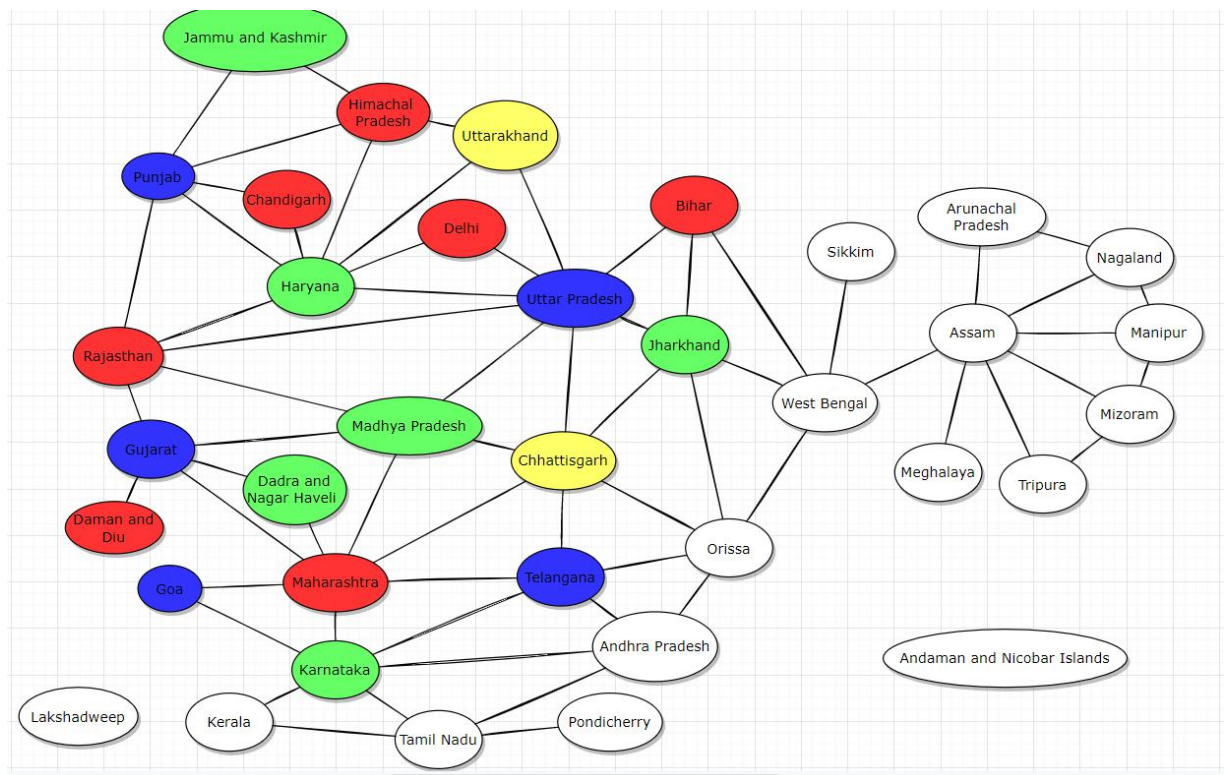 Jammu and Kashmir
Himachal
Pradesh
Uttarakhand
Punjab
Chandigarh
Bihar
Delhi
Arunachal
Pradesh
Sikkim
Nagaland
Haryana
Uttar Pradesh
Assam
Manipur
Rajasthan
Jharkhand
West Bengal
Mizoram
Madhya Pradesh
Gujarat
Chhattisgarh
Meghalaya
Tripura
Dadra and
Nagar Haveli
Daman and
Diu
Orissa
Goa
Maharashtra
Telangana
Andhra Pradesh
Andaman and Nicobar Islands
Karnataka
Lakshadweep
Kerala
Tamil Nadu
Pondicherry